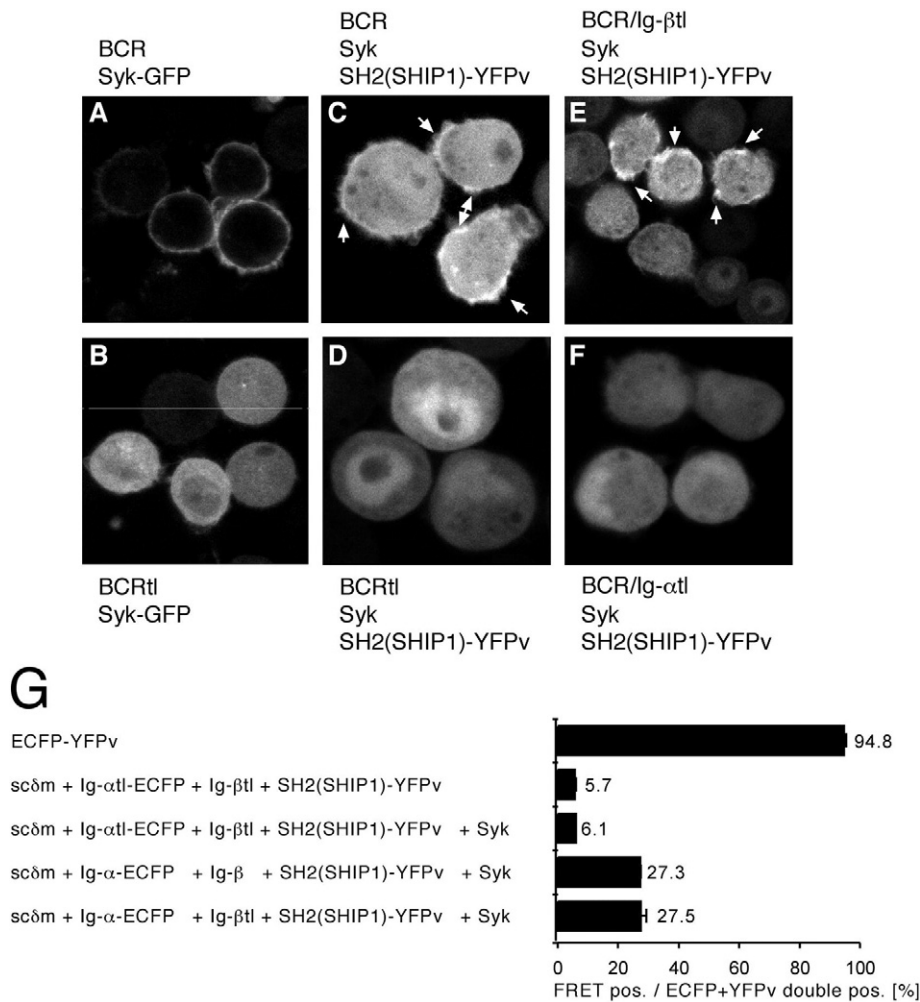 BCR
Syk-GFP
BCR
Syk
SH2(SHIP1)-YFPv
BCR/Ig-βtl
Syk
SH2(SHIP1)-YFPv
A
C
E
B
D
F
BCRtl
Syk-GFP
BCRtl
Syk
SH2(SHIP1)-YFPv
BCR/Ig-αtl
Syk
SH2(SHIP1)-YFPv
G
ECFP-YFPv
94.8
scδm + Ig-αtl-ECFP + Ig-βtl + SH2(SHIP1)-YFPv
5.7
scδm + Ig-αtl-ECFP + Ig-βtl + SH2(SHIP1)-YFPv + Syk
6.1
scδm + Ig-α-ECFP + Ig-β + SH2(SHIP1)-YFPv + Syk
27.3
scδm + Ig-α-ECFP + Ig-βtl + SH2(SHIP1)-YFPv + Syk
27.5
0 20 40 60 80 100
FRET pos. / ECFP+YFPv double pos. [%]